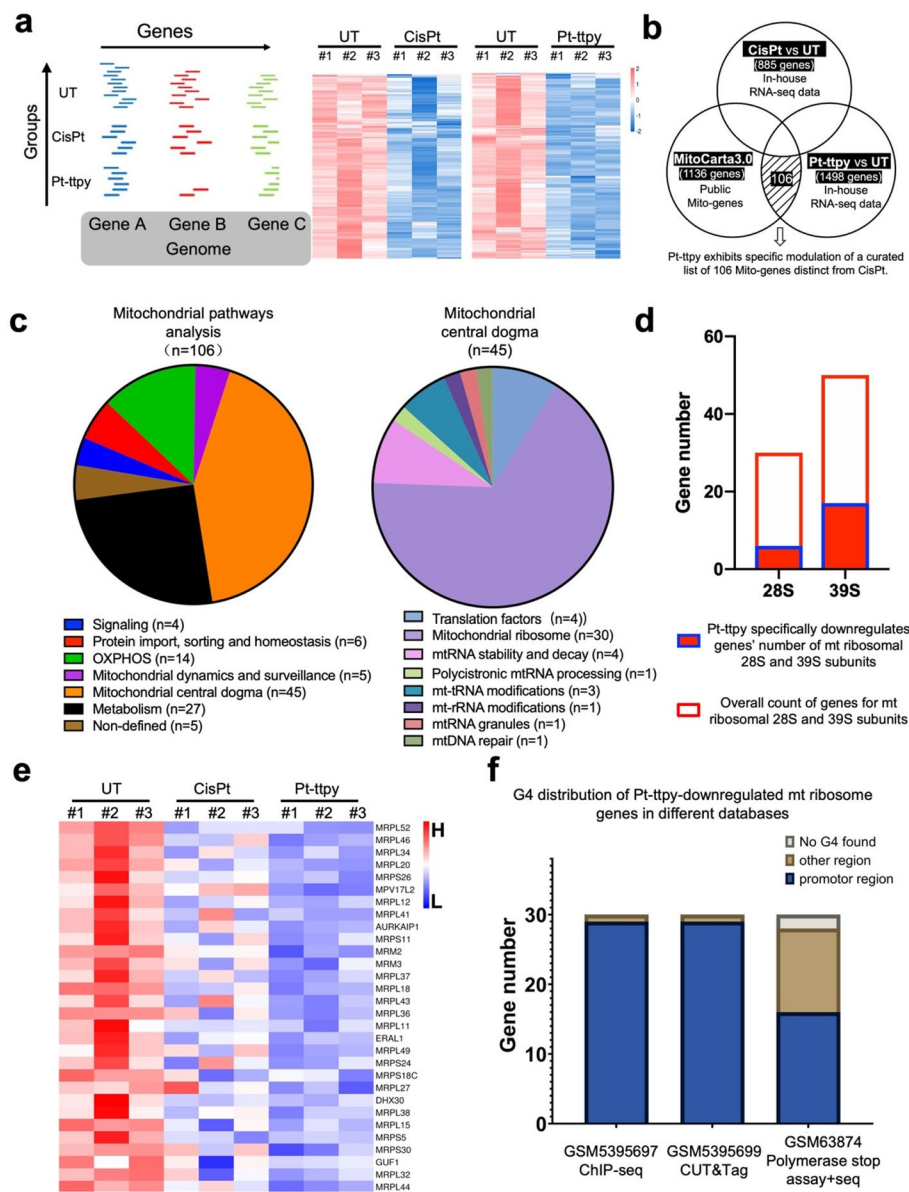 a
Genes
Groups
UT
CisPt
Pt-ttpy
Gene A Gene B Gene C
Genome
UT CisPt UT Pt-ttpy
#1 #2 #3 #1 #2 #3 #1 #2 #3 #1 #2 #3
2
1
0
-1
-2
b
CisPt vs UT
(885 genes)
In-house
RNA-seq data
MitoCarta3.0
(1136 genes)
Public
Mito-genes
106
Pt-ttpy vs UT
(1498 genes)
In-house
RNA-seq data
Pt-ttpy exhibits specific modulation of a curated
list of 106 Mito-genes distinct from CisPt.
c
Mitochondrial pathways
analysis
(n=106)
Signaling (n=4)
Protein import, sorting and homeostasis (n=6)
OXPHOS (n=14)
Mitochondrial dynamics and surveillance (n=5)
Mitochondrial central dogma (n=45)
Metabolism (n=27)
Non-defined (n=5)
Mitochondrial
central dogma
(n=45)
Translation factors (n=4))
Mitochondrial ribosome (n=30)
mtRNA stability and decay (n=4)
Polycistronic mtRNA processing (n=1)
mt-tRNA modifications (n=3)
mt-rRNA modifications (n=1)
mtRNA granules (n=1)
mtDNA repair (n=1)
d
Gene number
60
40
20
0
28S 39S
Pt-ttpy specifically downregulates
genes' number of mt ribosomal
28S and 39S subunits
Overall count of genes for mt
ribosomal 28S and 39S subunits
e
UT CisPt Pt-ttpy
#1 #2 #3 #1 #2 #3 #1 #2 #3
MRPL52
MRPL46
MRPL34
MRPL20
MRPS26
MPV17L2
MRPL12
MRPL41
AURKAIP1
MRPS11
MRM2
MRM3
MRPL37
MRPL18
MRPL43
MRPL36
MRPL11
ERAL1
MRPL49
MRPS24
MRPS18C
MRPL27
DHX30
MRPL38
MRPL15
MRPS5
MRPS30
GUF1
MRPL32
MRPL44
H
L
f
G4 distribution of Pt-ttpy-downregulated mt ribosome
genes in different databases
No G4 found
other region
promotor region
Gene number
30
20
10
0
GSM5395697
ChIP-seq
GSM5395699
CUT&Tag
GSM63874
Polymerase stop
assay+seq